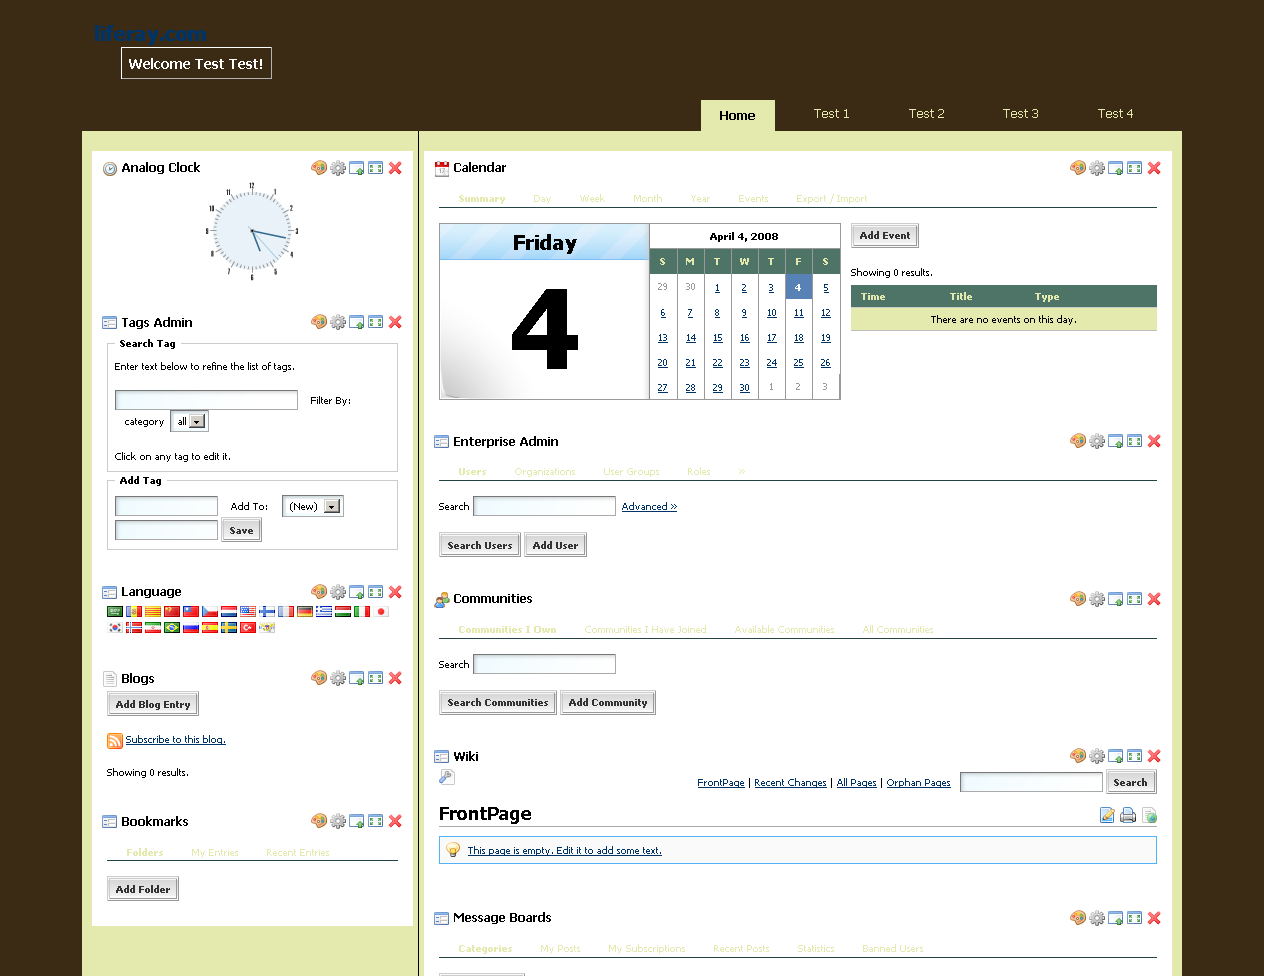 liferay.com
Welcome Test Test!
Home Test 1 Test 2 Test 3 Test 4
Analog Clock
Tags Admin
Search Tag
Enter text below to refine the list of tags.
Filter By:
category all
Click on any tag to edit it.
Add Tag
Add To: (New)
Save
Language
Blogs
Add Blog Entry
Subscribe to this blog.
Showing 0 results.
Bookmarks
Folders My Entries Recent Entries
Add Folder
Calendar
Summary Day Week Month Year Events Export / Import
Friday
4
April 4, 2008
S M T W T F S
29 30 1 2 3 4 5
6 7 8 9 10 11 12
13 14 15 16 17 18 19
20 21 22 23 24 25 26
27 28 29 30 1 2 3
Add Event
Showing 0 results.
Time Title Type
There are no events on this day.
Enterprise Admin
Users Organizations User Groups Roles »
Search Advanced »
Search Users Add User
Communities
Communities I Own Communities I Have Joined Available Communities All Communities
Search
Search Communities Add Community
Wiki
FrontPage | Recent Changes | All Pages | Orphan Pages Search
FrontPage
This page is empty. Edit it to add some text.
Message Boards
Categories My Posts My Subscriptions Recent Posts Statistics Banned Users